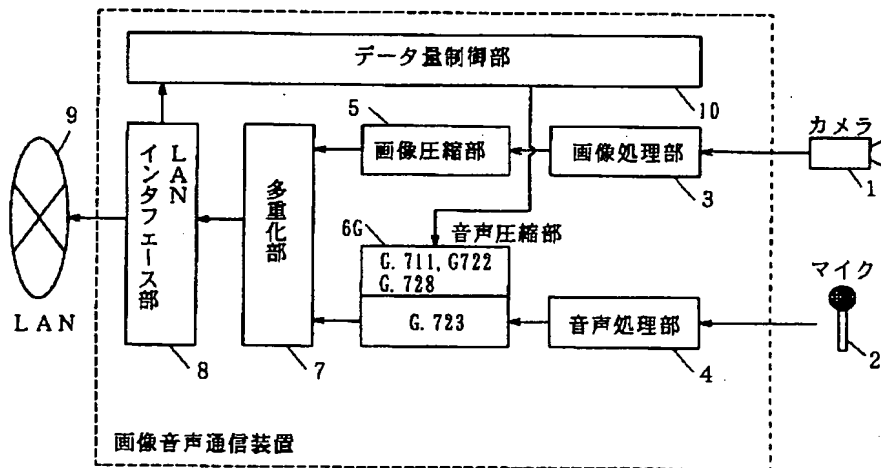 データ量制御部
10
9
5
カメラ
LAN
インタフェース部
多重化部
画像圧縮部
画像処理部
1
3
6G
音声圧縮部
G.711,G722
G.728
マイク
G.723
音声処理部
LAN
8
7
4
2
画像音声通信装置